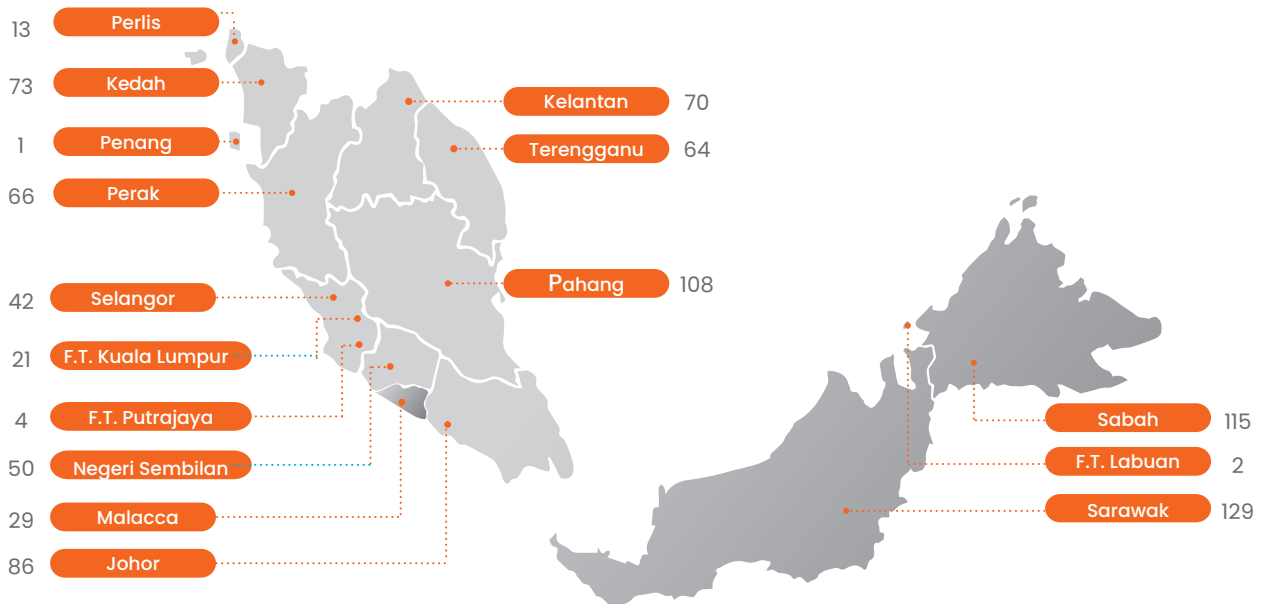 13 Perlis
73 Kedah
1 Penang
66 Perak
42 Selangor
21 F.T. Kuala Lumpur
4 F.T. Putrajaya
50 Negeri Sembilan
29 Malacca
86 Johor
Kelantan 70
Terengganu 64
Pahang 108
Sabah 115
F.T. Labuan 2
Sarawak 129